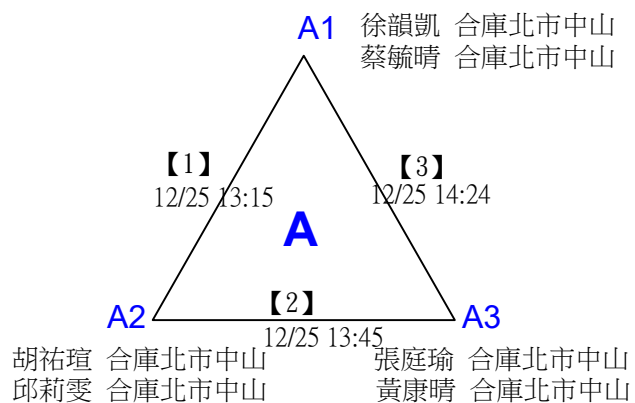 A1
徐韻凱 合庫北市中山
蔡毓晴 合庫北市中山
【1】
12/25 13:15
【3】
12/25 14:24
A
A2
【2】
12/25 13:45
A3
胡祐瑄 合庫北市中山
邱莉雯 合庫北市中山
張庭瑜 合庫北市中山
黃康晴 合庫北市中山